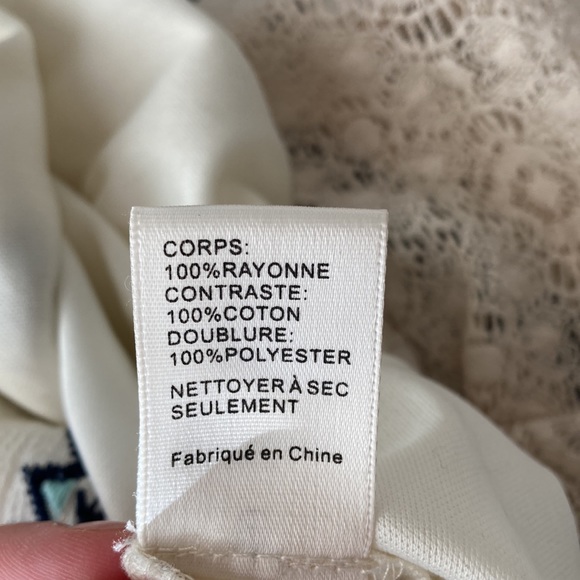 CORPS:
100%RAYONNE
CONTRASTE:
100%COTON
DOUBLURE:
100%POLYESTER
NETTOYER À SEC
SEULEMENT
Fabriqué en Chine